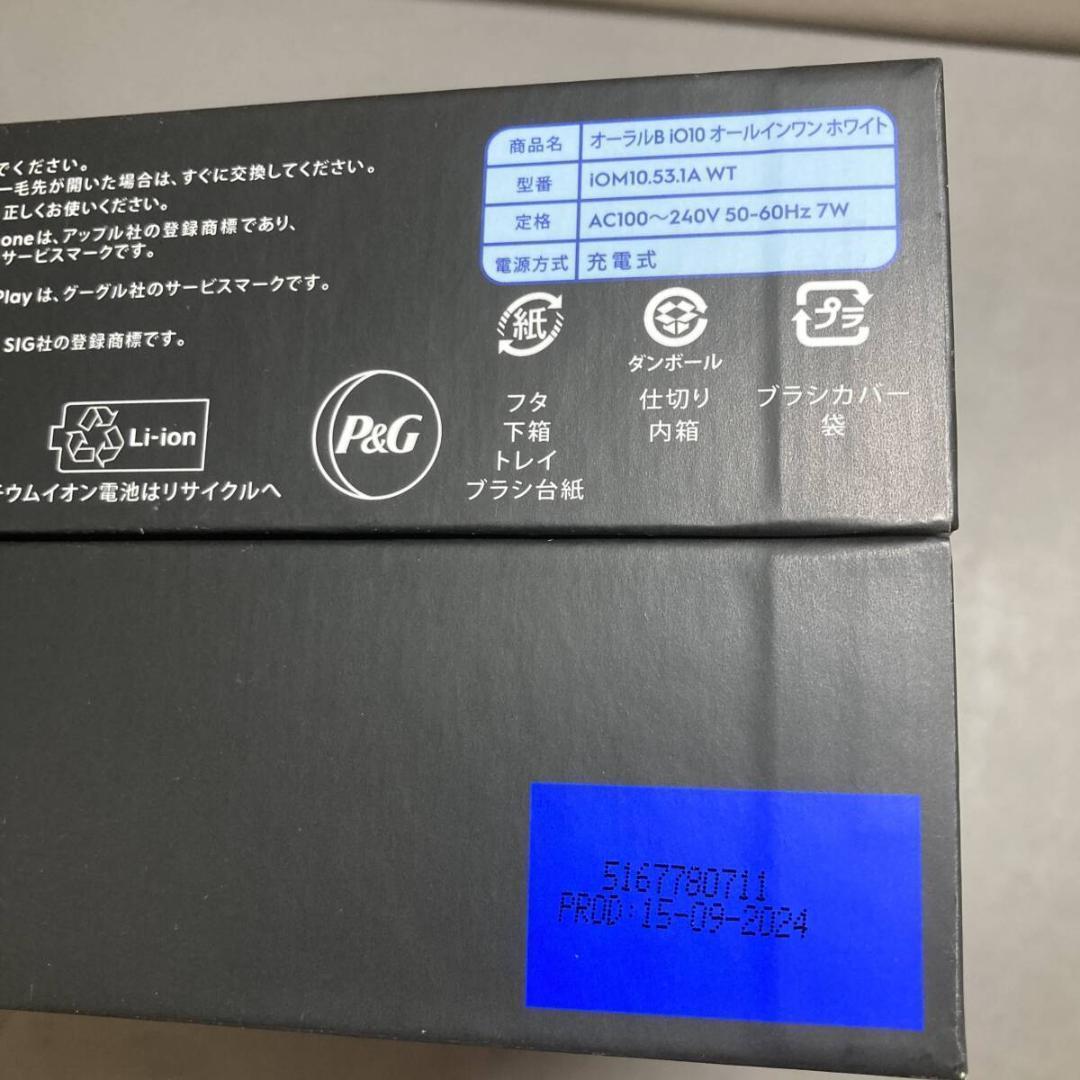 でください。
一毛先が開いた場合は、すぐに交換してください。
正しくお使いください。
oneは、アップル社の登録商標であり、
サービスマークです。
Play は、グーグル社のサービスマークです。
SIG社の登録商標です。
商品名 オーラルB iO10 オールインワン ホワイト
型番 iOM10.53.1A WT
定格 AC100～240V 50-60Hz 7W
電源方式 充電式
紙
プラ
ダンボール
フタ
下箱
トレイ
ブラシ台紙
仕切り
内箱
ブラシカバー
袋
Li-ion
P&G
チウムイオン電池はリサイクルへ
5167780711
PROD:15-09-2024